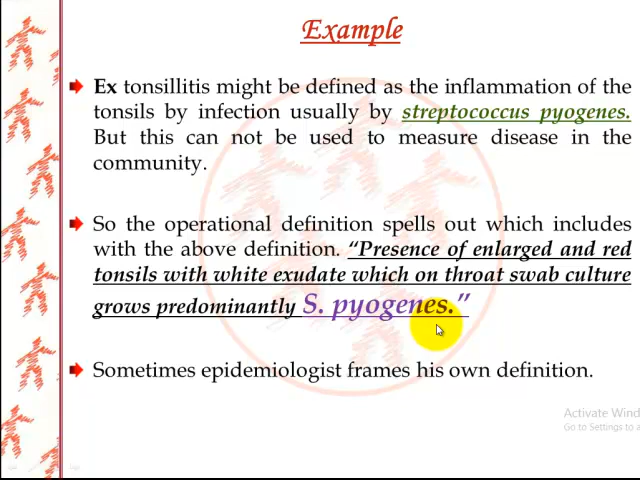 Example
Ex tonsillitis might be defined as the inflammation of the
tonsils by infection usually by streptococcus pyogenes.
But this can not be used to measure disease in the
community.
So the operational definition spells out which includes
with the above definition. “Presence of enlarged and red
tonsils with white exudate which on throat swab culture
grows predominantly S. pyogenes.”
Sometimes epidemiologist frames his own definition.
Activate Wind
Go to Settings to a